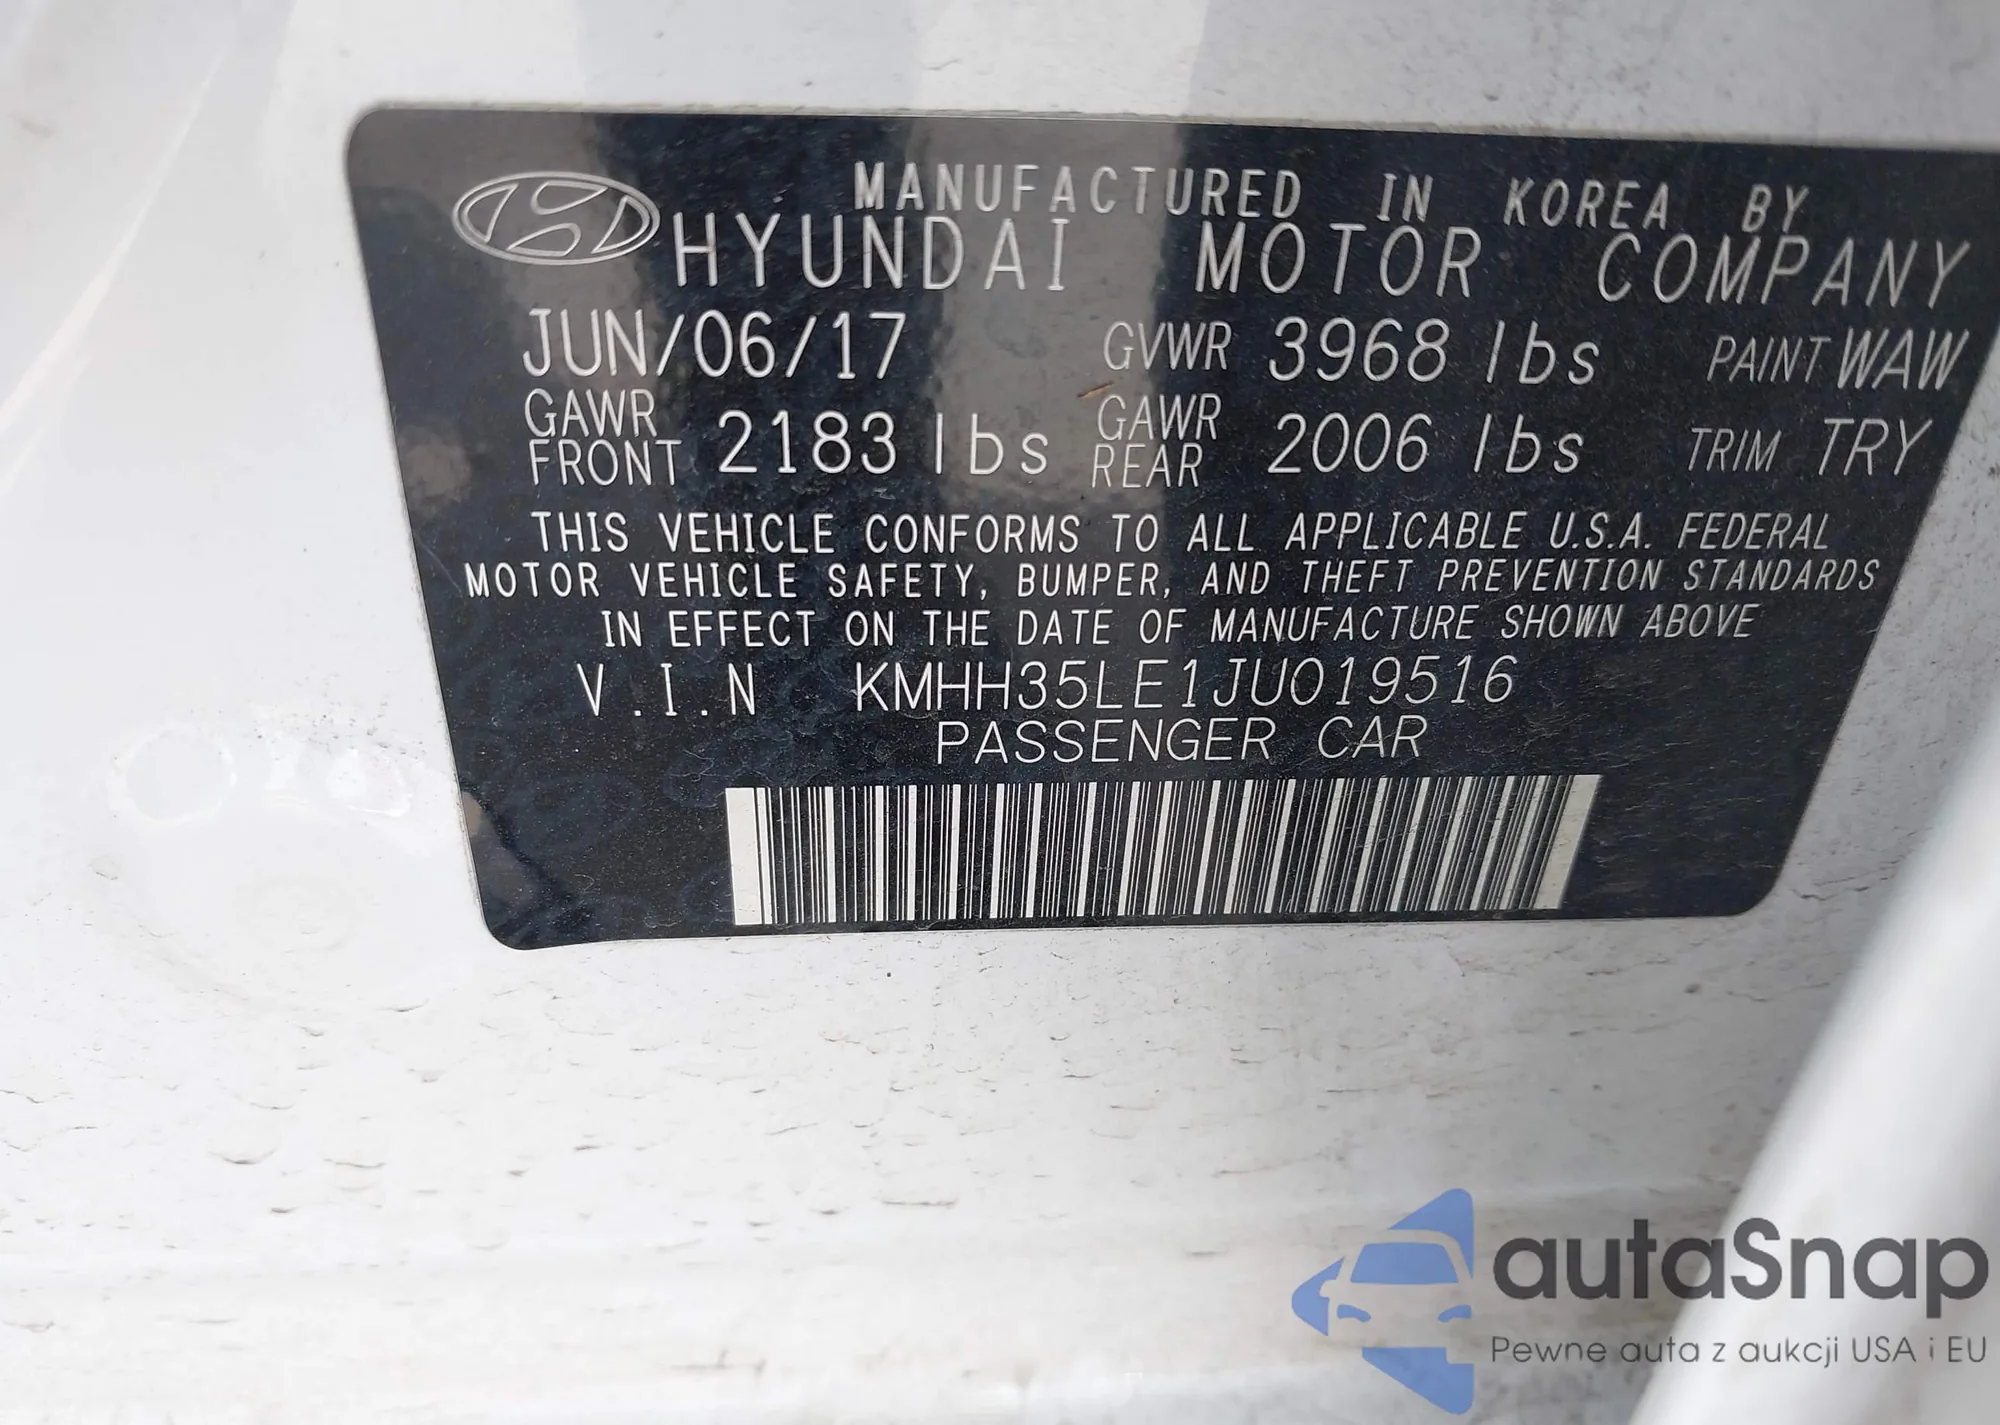 MANUFACTURED IN KOREA BY
HYUNDAI MOTOR COMPANY
JUN/06/17 GVWR 3968 lbs PAINT WAW
GAWR FRONT 2183 lbs GAWR REAR 2006 lbs TRIM TRY
THIS VEHICLE CONFORMS TO ALL APPLICABLE U.S.A. FEDERAL
MOTOR VEHICLE SAFETY, BUMPER, AND THEFT PREVENTION STANDARDS
IN EFFECT ON THE DATE OF MANUFACTURE SHOWN ABOVE
V.I.N KMHH35LE1JU019516
PASSENGER CAR
autaSnap
Pewne auta z aukcji USA i EU